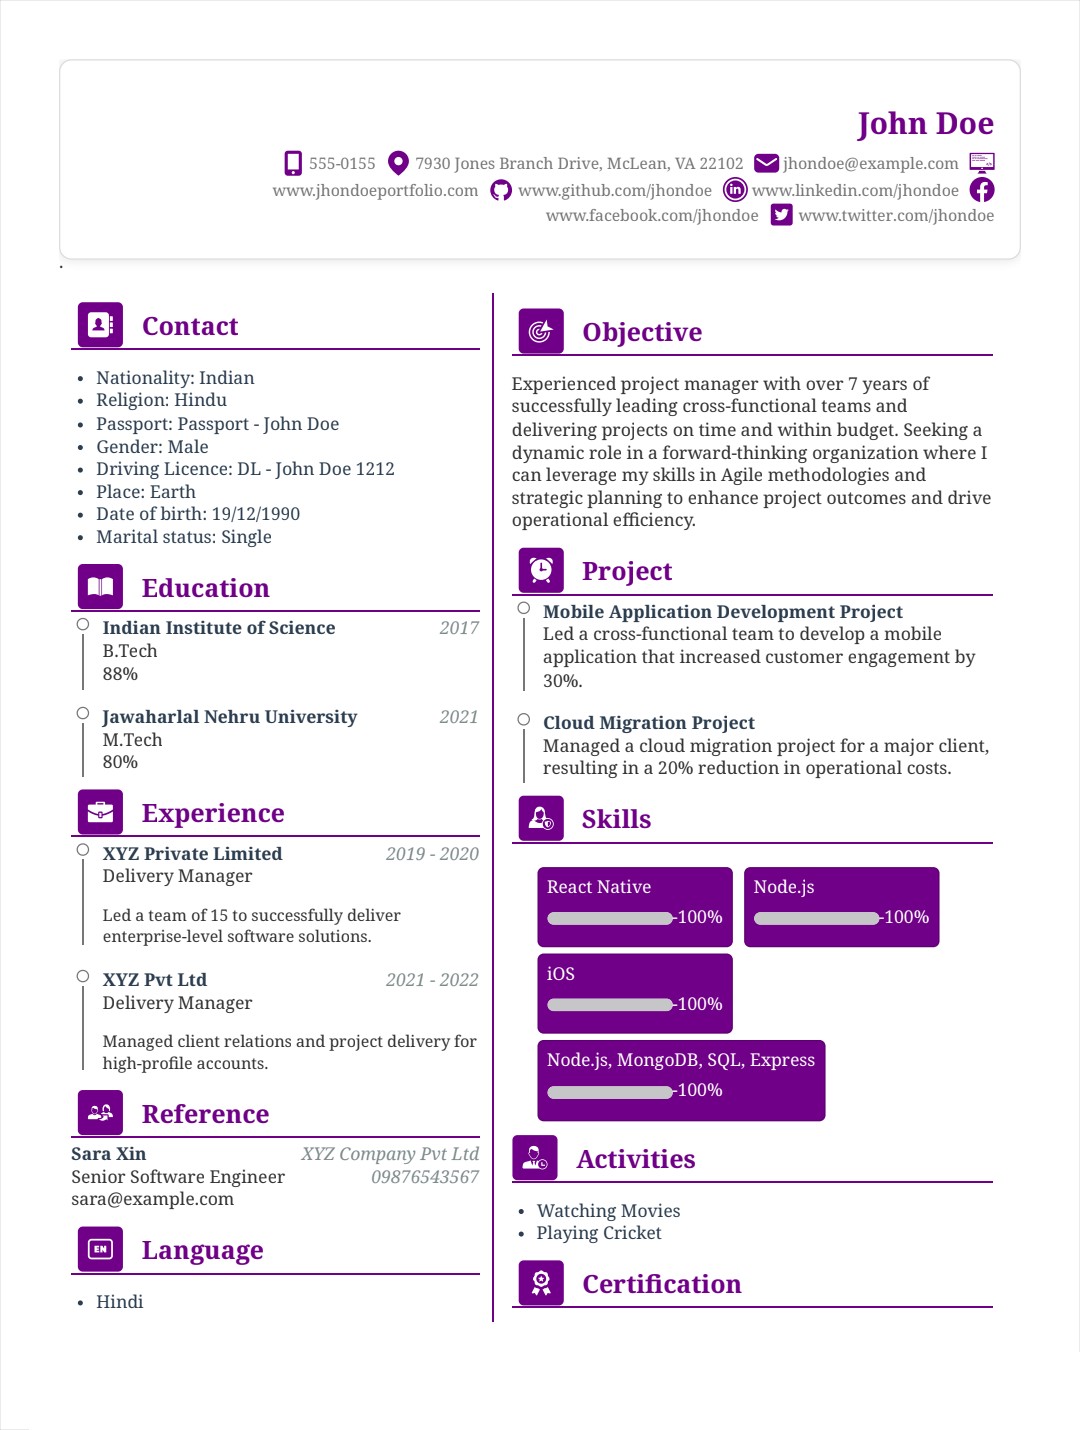 John Doe
555-0155 7930 Jones Branch Drive, McLean, VA 22102 jhondoe@example.com
www.jhondoeportfolio.com www.github.com/jhondoe in www.linkedin.com/jhondoe
www.facebook.com/jhondoe www.twitter.com/jhondoe
.
Contact
• Nationality: Indian
• Religion: Hindu
• Passport: Passport - John Doe
• Gender: Male
• Driving Licence: DL - John Doe 1212
• Place: Earth
• Date of birth: 19/12/1990
• Marital status: Single
Education
Indian Institute of Science 2017
B.Tech
88%
Jawaharlal Nehru University 2021
M.Tech
80%
Experience
XYZ Private Limited 2019 - 2020
Delivery Manager
Led a team of 15 to successfully deliver
enterprise-level software solutions.
XYZ Pvt Ltd 2021 - 2022
Delivery Manager
Managed client relations and project delivery for
high-profile accounts.
Reference
Sara Xin XYZ Company Pvt Ltd
Senior Software Engineer 09876543567
sara@example.com
EN Language
• Hindi
Objective
Experienced project manager with over 7 years of
successfully leading cross-functional teams and
delivering projects on time and within budget. Seeking a
dynamic role in a forward-thinking organization where I
can leverage my skills in Agile methodologies and
strategic planning to enhance project outcomes and drive
operational efficiency.
Project
Mobile Application Development Project
Led a cross-functional team to develop a mobile
application that increased customer engagement by
30%.
Cloud Migration Project
Managed a cloud migration project for a major client,
resulting in a 20% reduction in operational costs.
Skills
React Native Node.js
-100% -100%
iOS
-100%
Node.js, MongoDB, SQL, Express
-100%
Activities
• Watching Movies
• Playing Cricket
Certification